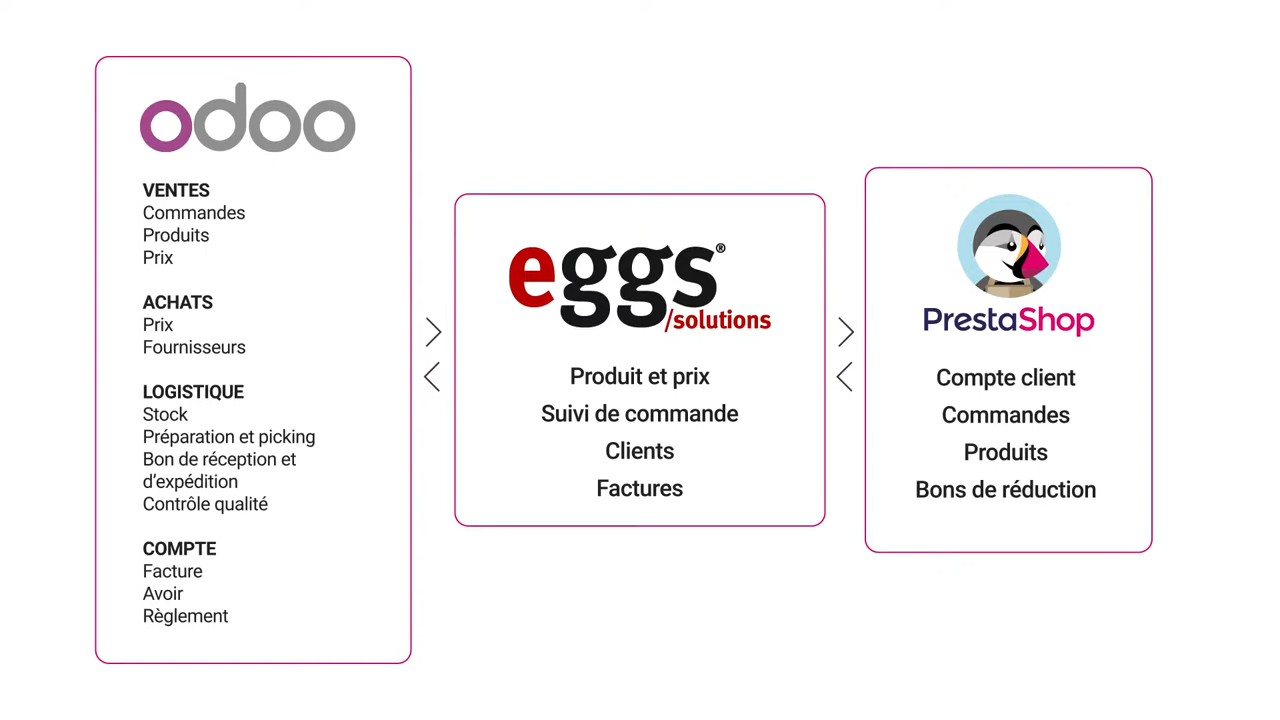 odoo
VENTES
Commandes
Produits
Prix
ACHATS
Prix
Fournisseurs
LOGISTIQUE
Stock
Préparation et picking
Bon de réception et
d’expédition
Contrôle qualité
COMPTE
Facture
Avoir
Règlement
eggs®
/solutions
Produit et prix
Suivi de commande
Clients
Factures
PrestaShop
Compte client
Commandes
Produits
Bons de réduction